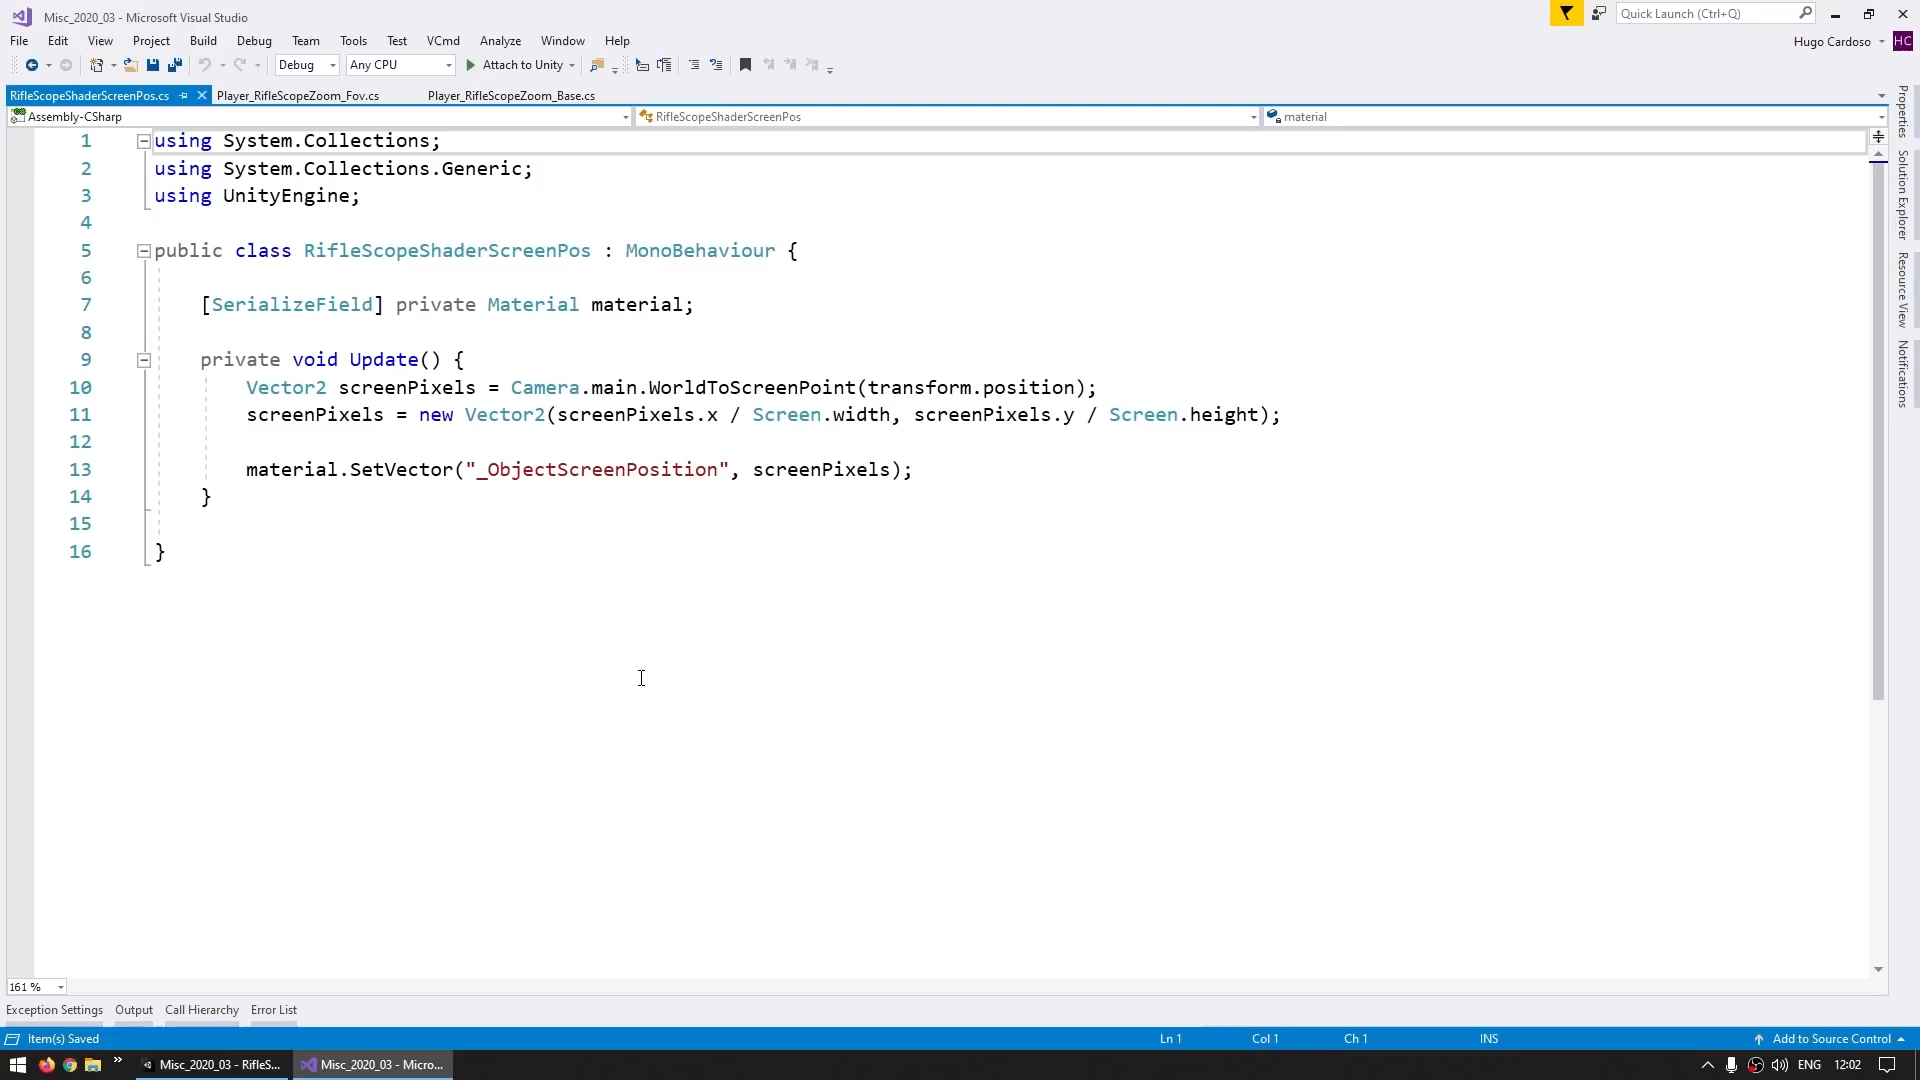 Misc_2020_03 - Microsoft Visual Studio
Quick Launch (Ctrl+Q)
File Edit View Project Build Debug Team Tools Test VCmd Analyze Window Help
Hugo Cardoso HC
Debug Any CPU Attach to Unity
RifleScopeShaderScreenPos.cs Player_RifleScopeZoom_Fov.cs Player_RifleScopeZoom_Base.cs
Assembly-CSharp RifleScopeShaderScreenPos material
1 using System.Collections;
2 using System.Collections.Generic;
3 using UnityEngine;
4
5 public class RifleScopeShaderScreenPos : MonoBehaviour {
6
7 [SerializeField] private Material material;
8
9 private void Update() {
10 Vector2 screenPixels = Camera.main.WorldToScreenPoint(transform.position);
11 screenPixels = new Vector2(screenPixels.x / Screen.width, screenPixels.y / Screen.height);
12
13 material.SetVector("_ObjectScreenPosition", screenPixels);
14 }
15
16 }
Properties
Solution Explorer
Resource View
Notifications
161 %
Exception Settings Output Call Hierarchy Error List
Item(s) Saved Ln 1 Col 1 Ch 1 INS Add to Source Control
Misc_2020_03 - RifleS... Misc_2020_03 - Micro... ENG 12:02